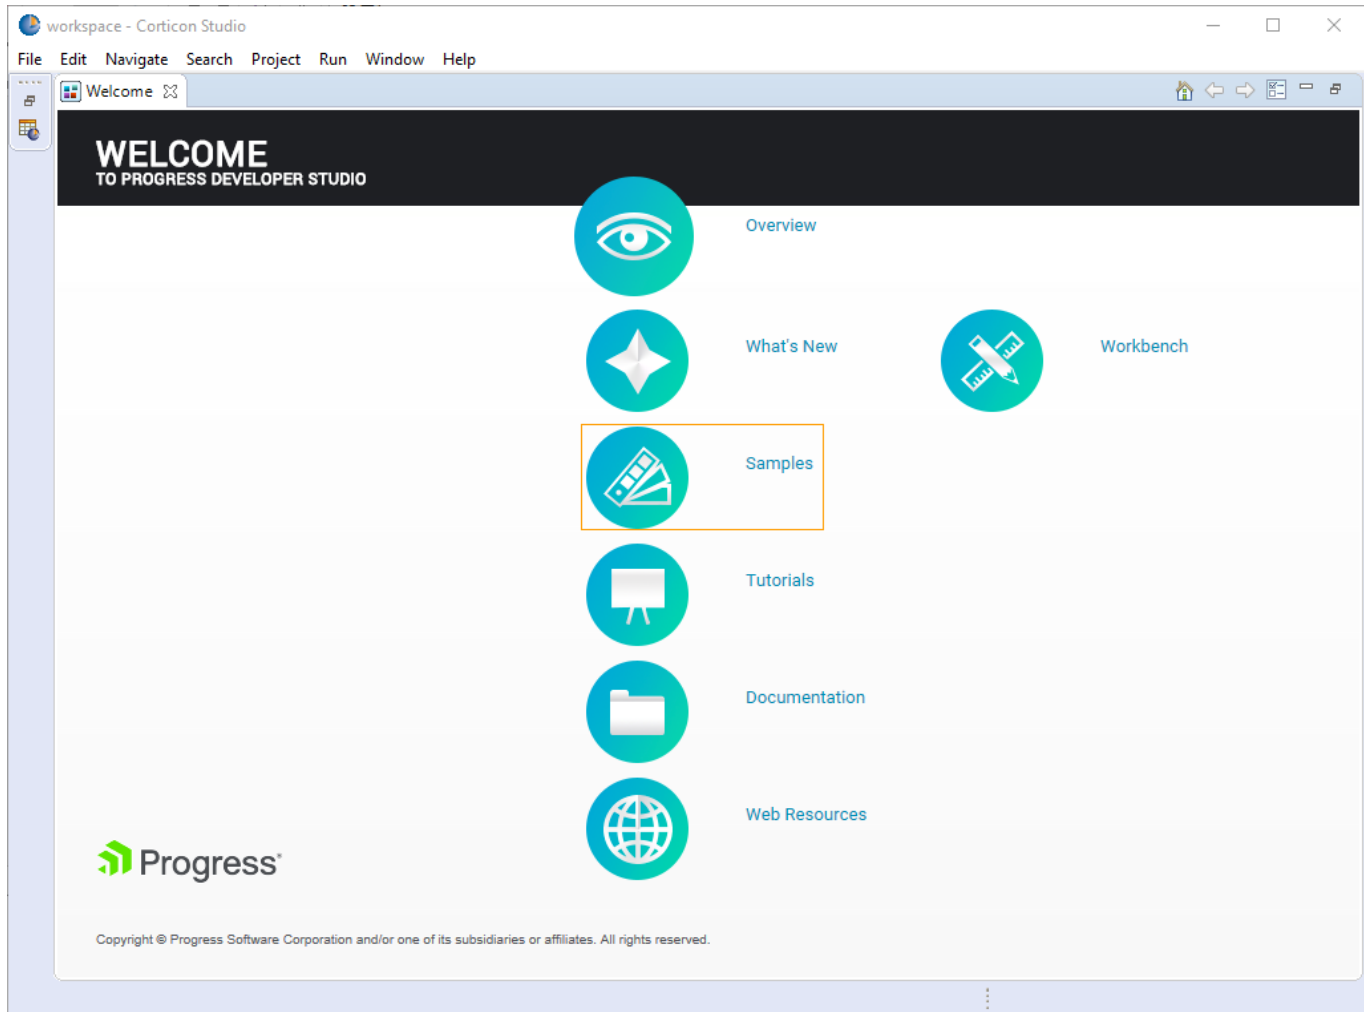 workspace - Corticon Studio
File Edit Navigate Search Project Run Window Help
Welcome
WELCOME
TO PROGRESS DEVELOPER STUDIO
Overview
What's New
Workbench
Samples
Tutorials
Documentation
Web Resources
Progress®
Copyright © Progress Software Corporation and/or one of its subsidiaries or affiliates. All rights reserved.